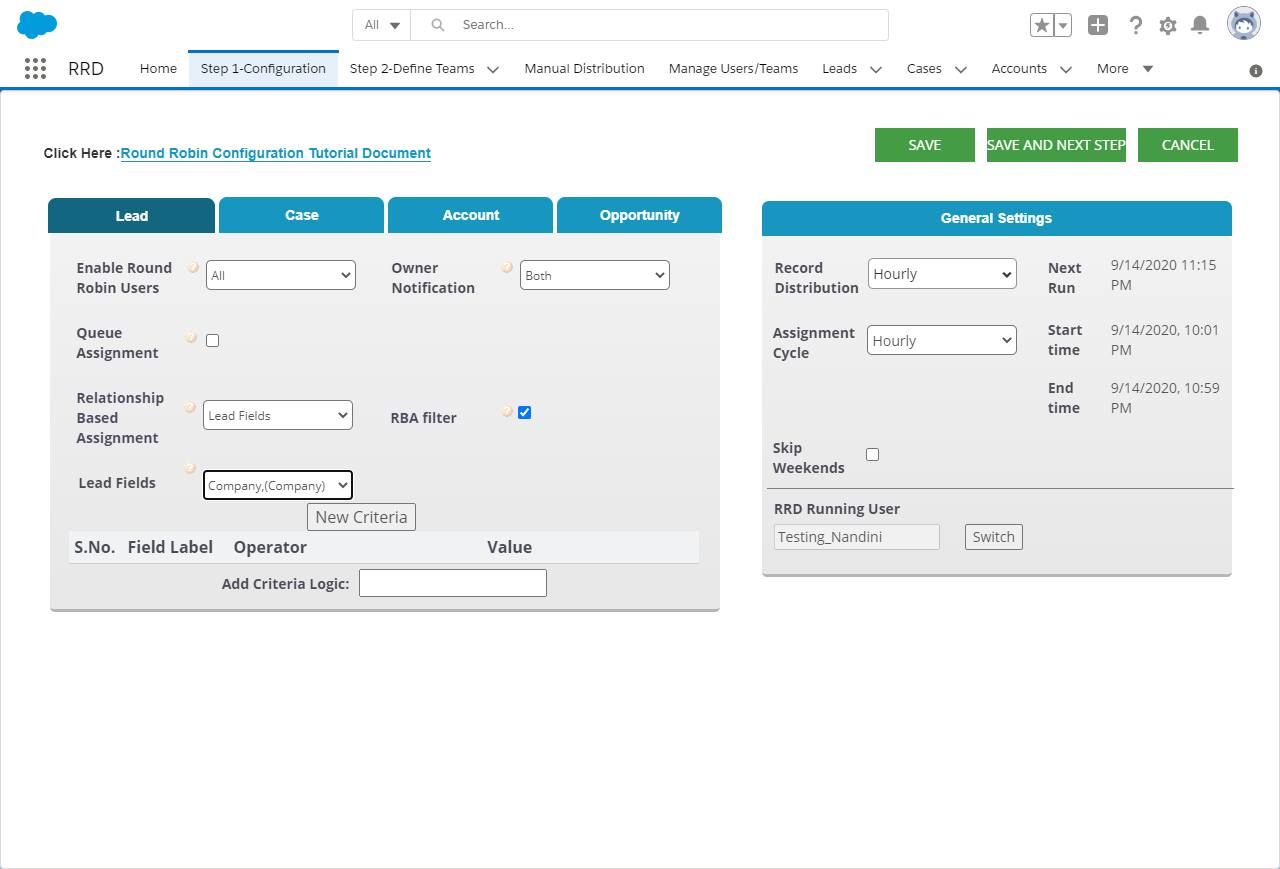 All
Search...
RRD
Home
Step 1-Configuration
Step 2-Define Teams
Manual Distribution
Manage Users/Teams
Leads
Cases
Accounts
More
Click Here :Round Robin Configuration Tutorial Document
SAVE
SAVE AND NEXT STEP
CANCEL
Lead
Case
Account
Opportunity
Enable Round
Robin Users
All
Owner
Notification
Both
Queue
Assignment
Relationship
Based
Assignment
Lead Fields
RBA filter
Lead Fields
Company,(Company)
New Criteria
S.No.
Field Label
Operator
Value
Add Criteria Logic:
General Settings
Record
Distribution
Hourly
Next
Run
9/14/2020 11:15
PM
Assignment
Cycle
Hourly
Start
time
9/14/2020, 10:01
PM
End
time
9/14/2020, 10:59
PM
Skip
Weekends
RRD Running User
Testing_Nandini
Switch